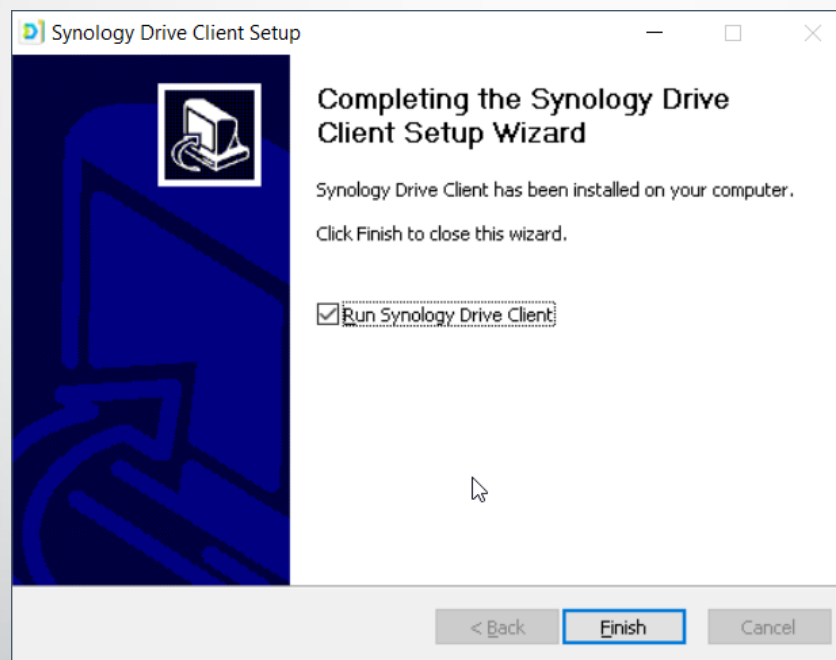 Synology Drive Client Setup
Completing the Synology Drive
Client Setup Wizard
Synology Drive Client has been installed on your computer.
Click Finish to close this wizard.
Run Synology Drive Client
< Back Finish Cancel